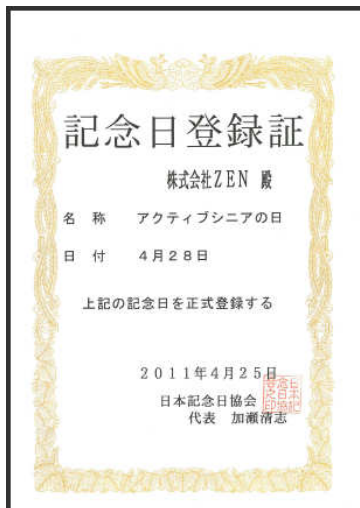 記念日登録証
株式会社ZEN 殿
名 称 アクティブシニアの日
日 付 4月28日
上記の記念日を正式登録する
2011年4月25日
日本記念日協会
代表 加瀬清志